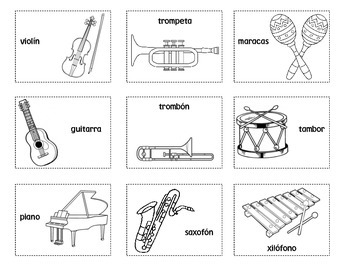 violín
trompeta
maracas
guitarra
trombón
tambor
piano
saxofón
xilófono